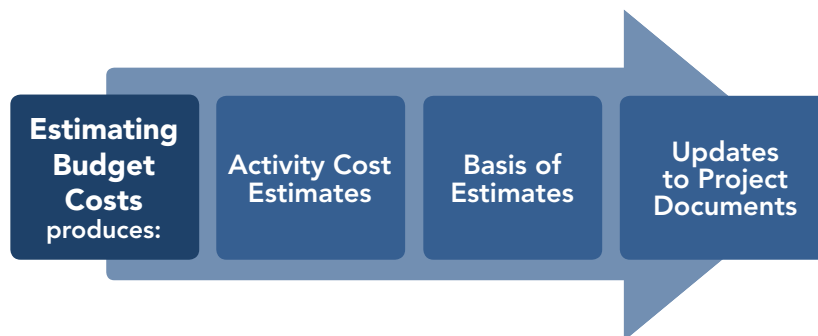 Estimating
Budget
Costs
produces:
Activity Cost
Estimates
Basis of
Estimates
Updates
to Project
Documents